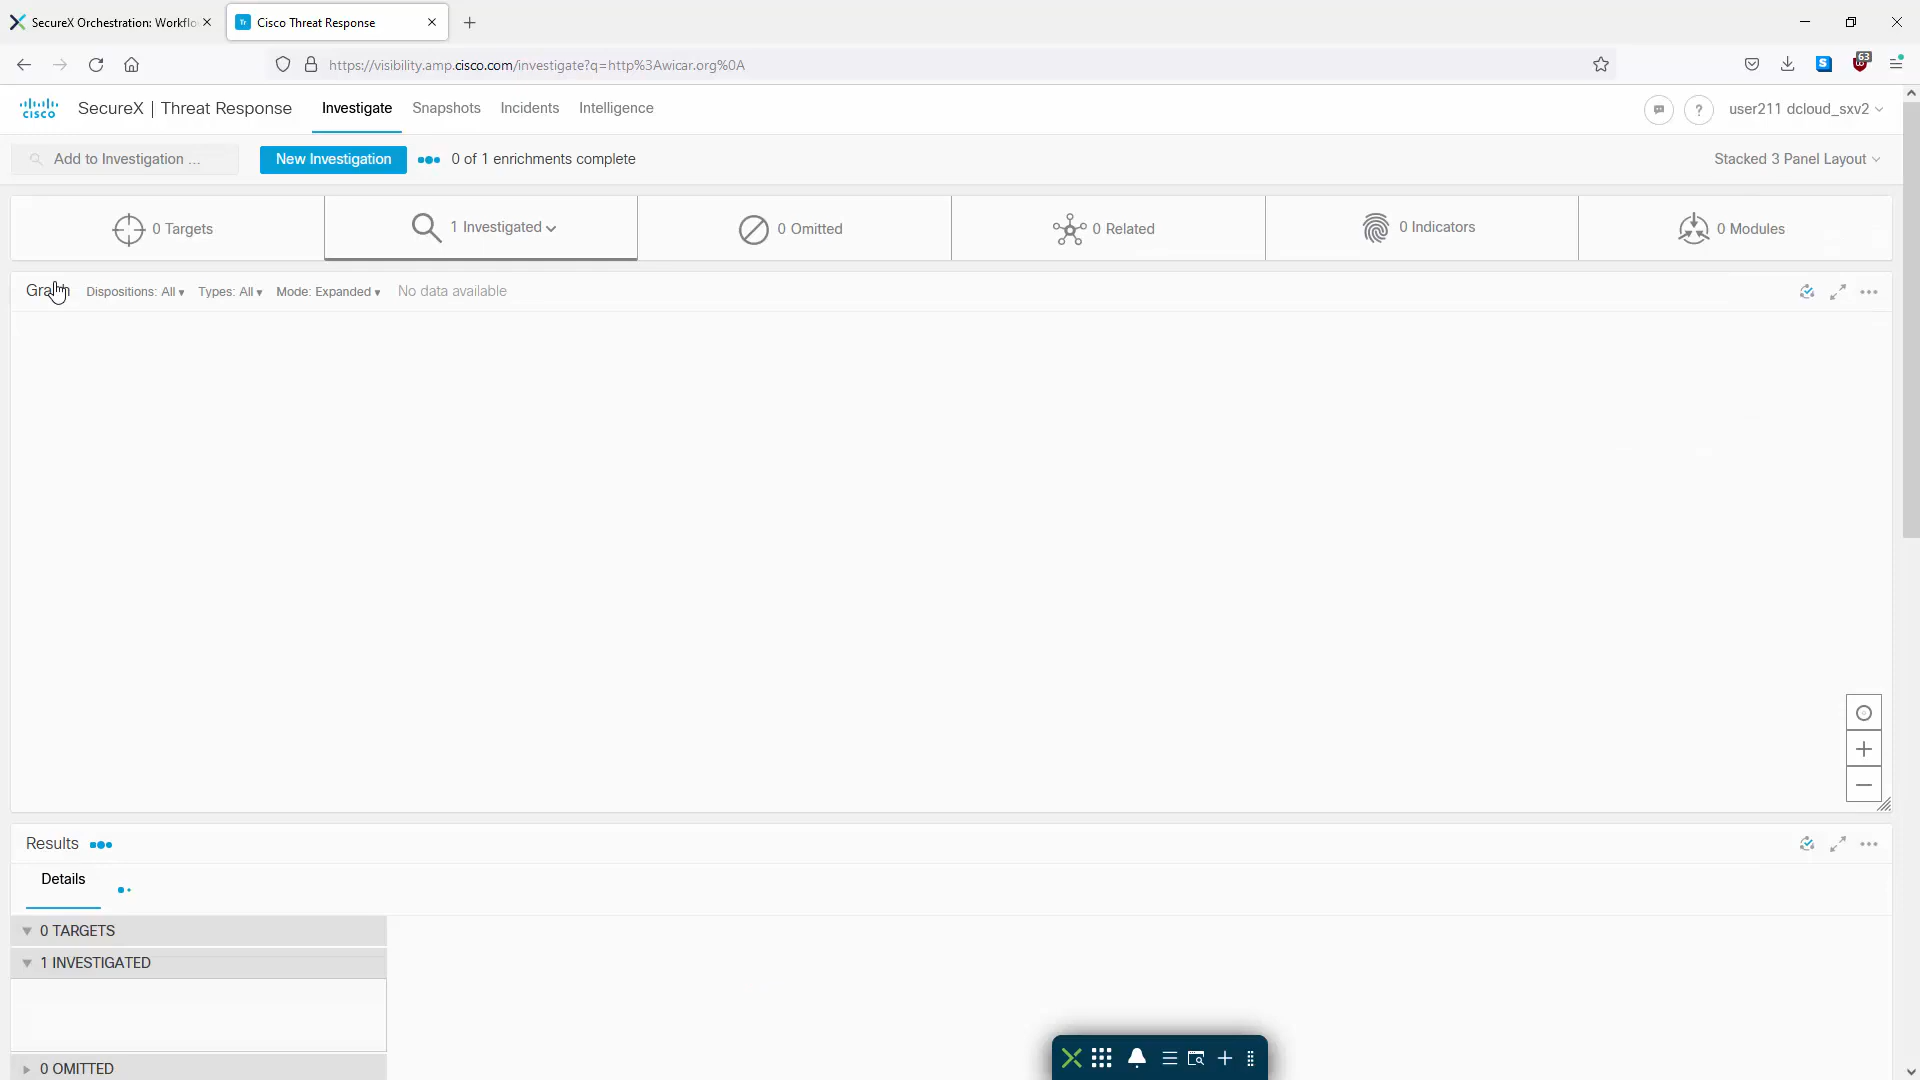 SecureX Orchestration: Workflo
Cisco Threat Response
https://visibility.amp.cisco.com/investigate?q=http%3Awicar.org%0A
63
CISCO
SecureX | Threat Response
Investigate
Snapshots
Incidents
Intelligence
?
user211 dcloud_sxv2
Add to Investigation ...
New Investigation
0 of 1 enrichments complete
Stacked 3 Panel Layout
0 Targets
1 Investigated
0 Omitted
0 Related
0 Indicators
0 Modules
Graph
Dispositions: All
Types: All
Mode: Expanded
No data available
Results
Details
0 TARGETS
1 INVESTIGATED
0 OMITTED